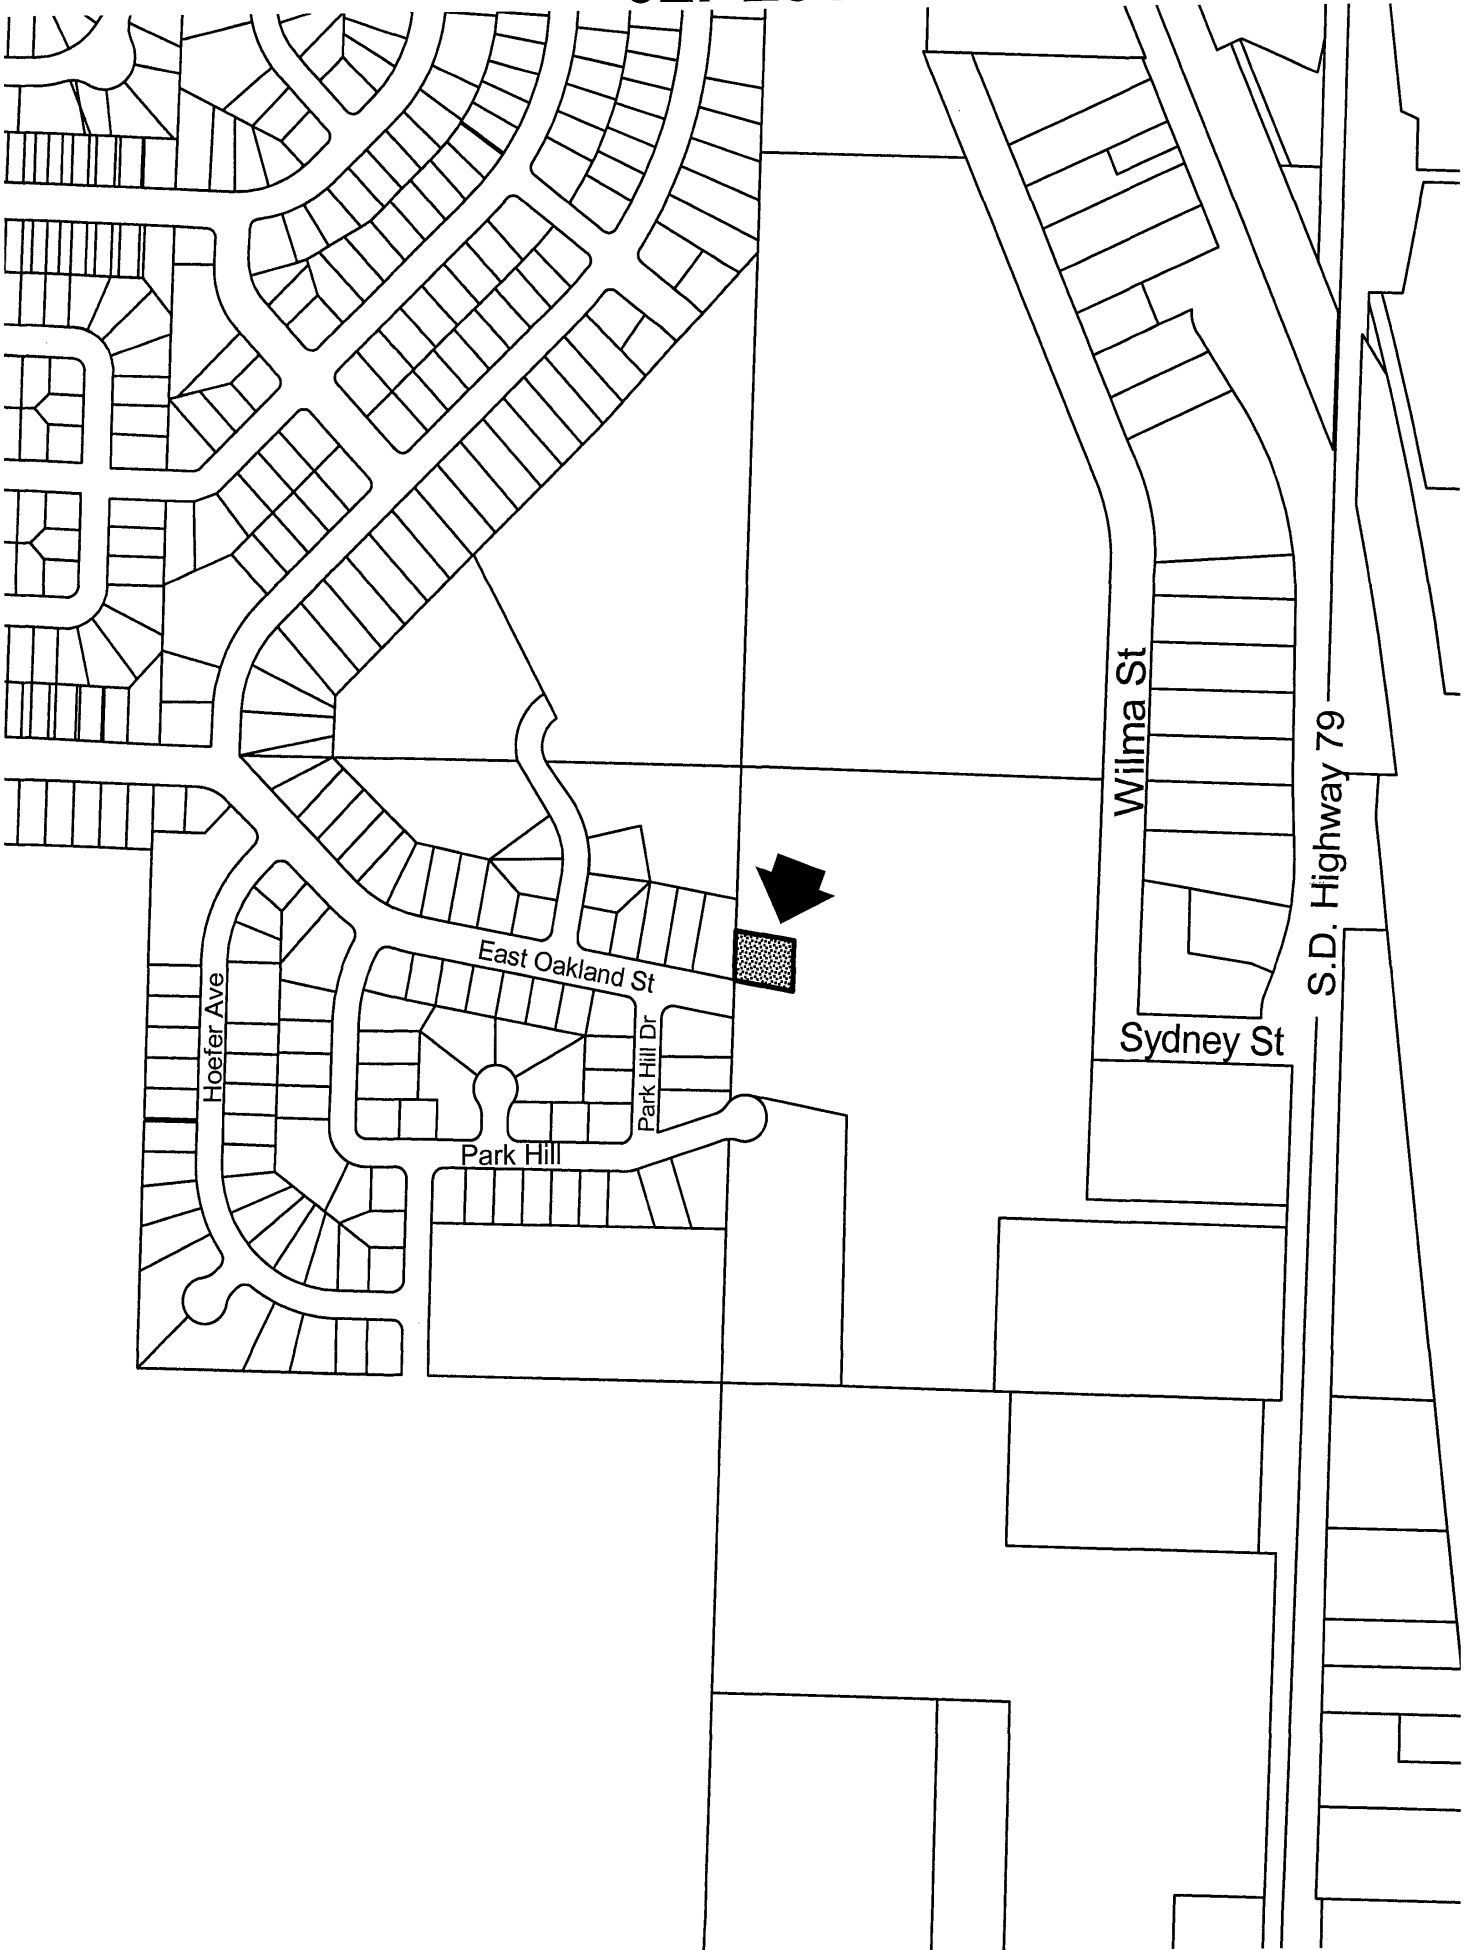 Wilma St
S.D. Highway 79
East Oakland St
Hoefer Ave
Park Hill Dr
Sydney St
Park Hill